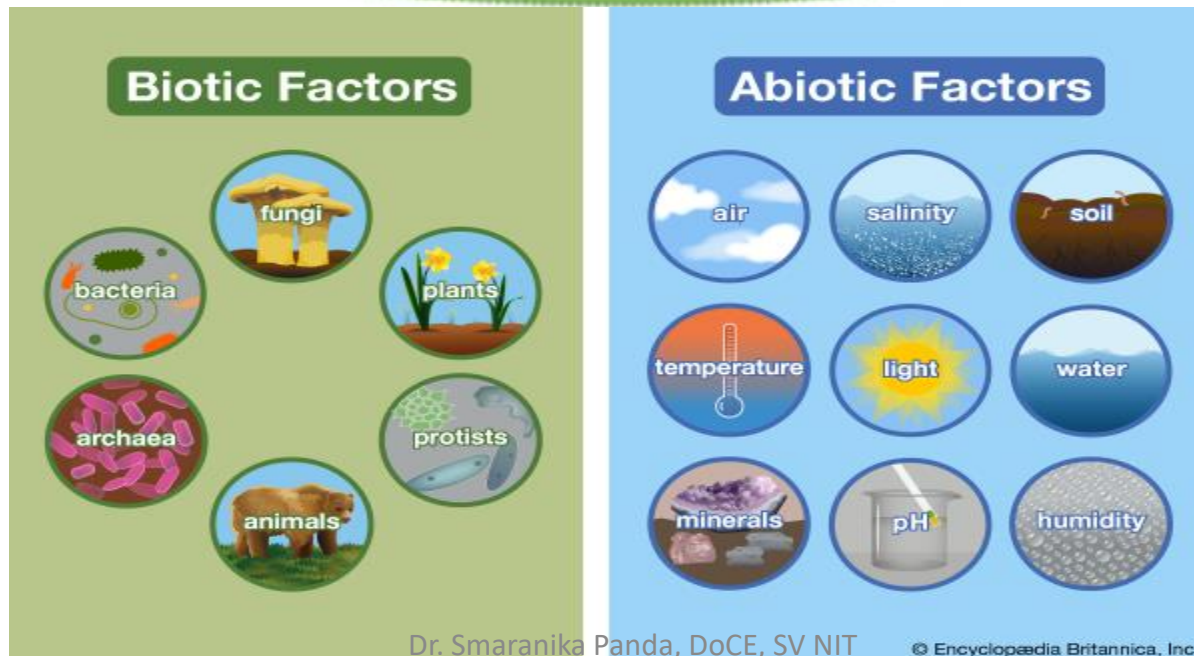 Biotic Factors
fungi
bacteria
plants
archaea
protists
animals
Abiotic Factors
air
salinity
soil
temperature
light
water
minerals
pH
humidity
Dr. Smaranika Panda, DoCE, SV NIT
© Encyclopædia Britannica, Inc